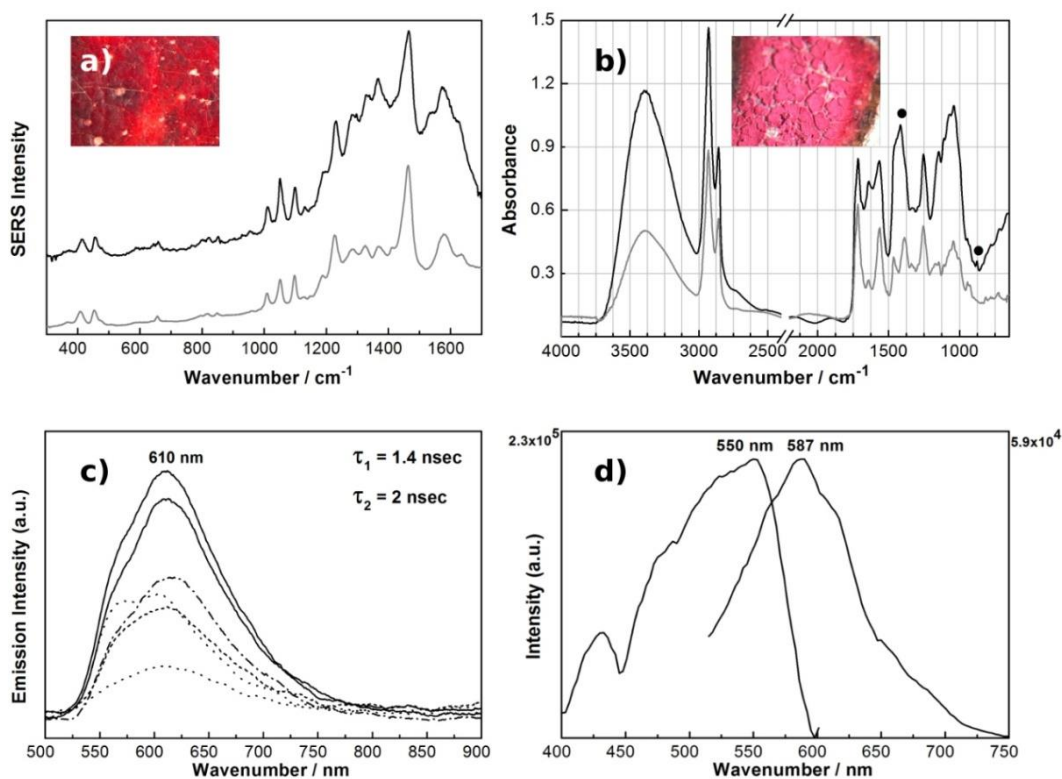 a)
SERS Intensity
400 600 800 1000 1200 1400 1600
Wavenumber / cm⁻¹
b)
Absorbance
1.5
1.2
0.9
0.6
0.3
4000 3500 3000 2500 2000 1500 1000
Wavenumber / cm⁻¹
c)
Emission Intensity (a.u.)
610 nm
τ₁ = 1.4 nsec
τ₂ = 2 nsec
500 550 600 650 700 750 800 850 900
Wavenumber / nm
d)
Intensity (a.u.)
2.3x10⁵
550 nm 587 nm
5.9x10⁴
400 450 500 550 600 650 700 750
Wavenumber / nm